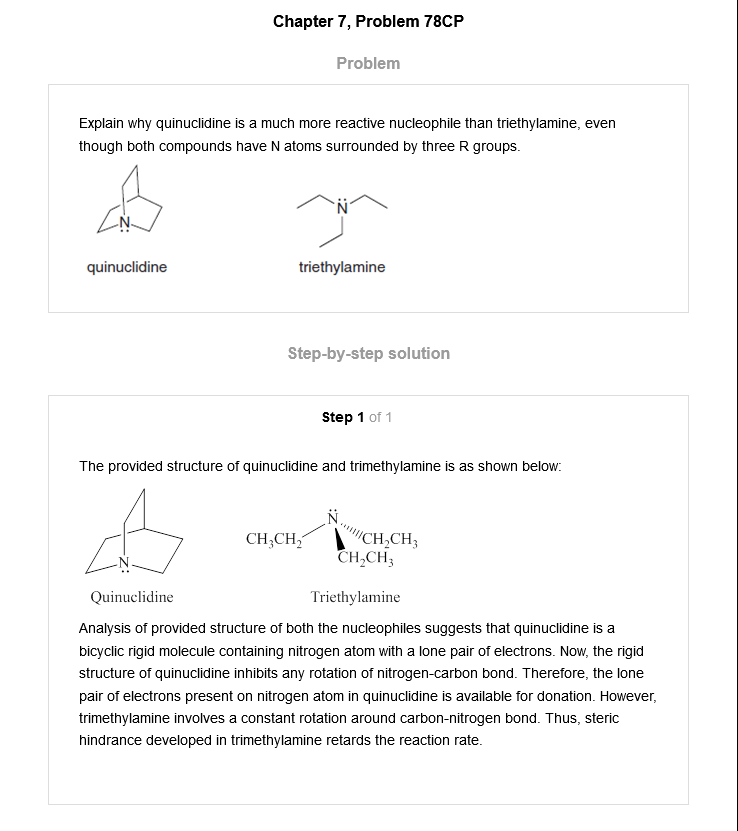 Chapter 7, Problem 78CP
Problem
Explain why quinuclidine is a much more reactive nucleophile than triethylamine, even
though both compounds have N atoms surrounded by three R groups.
N
N
quinuclidine
triethylamine
Step-by-step solution
Step 1 of 1
The provided structure of quinuclidine and trimethylamine is as shown below:
N
CH3CH2
N
CH2CH3
CH2CH3
Quinuclidine
Triethylamine
Analysis of provided structure of both the nucleophiles suggests that quinuclidine is a
bicyclic rigid molecule containing nitrogen atom with a lone pair of electrons. Now, the rigid
structure of quinuclidine inhibits any rotation of nitrogen-carbon bond. Therefore, the lone
pair of electrons present on nitrogen atom in quinuclidine is available for donation. However,
trimethylamine involves a constant rotation around carbon-nitrogen bond. Thus, steric
hindrance developed in trimethylamine retards the reaction rate.